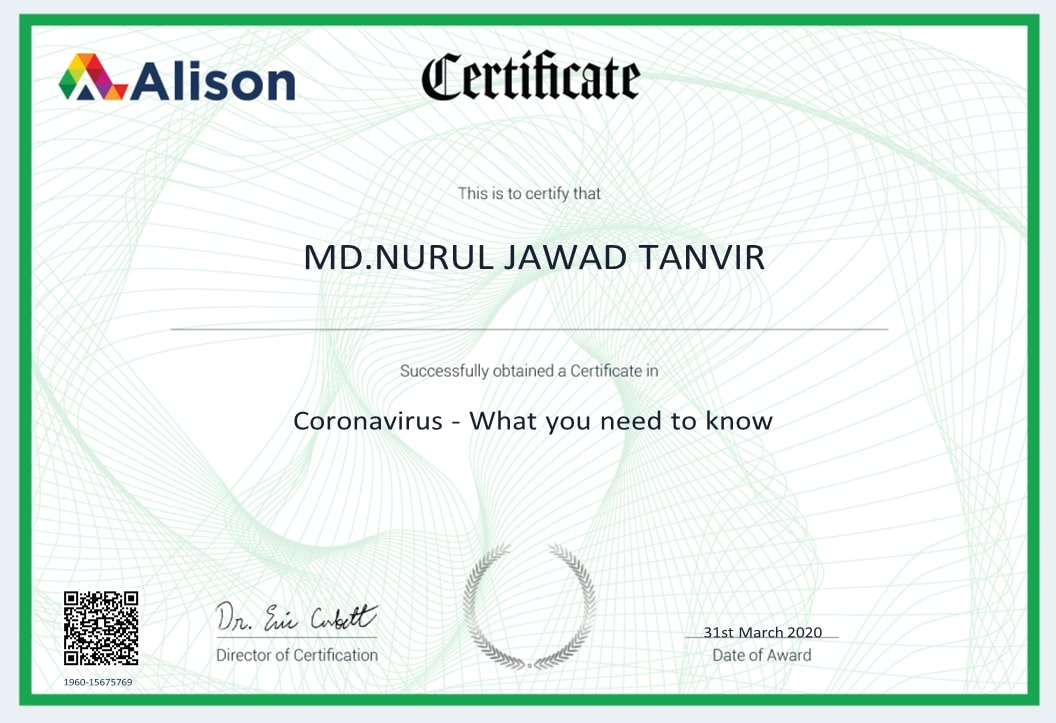 Alison
Certificate
This is to certify that
MD.NURUL JAWAD TANVIR
Successfully obtained a Certificate in
Coronavirus - What you need to know
Dr. Eric Corbett
Director of Certification
31st March 2020
Date of Award
1960-15675769